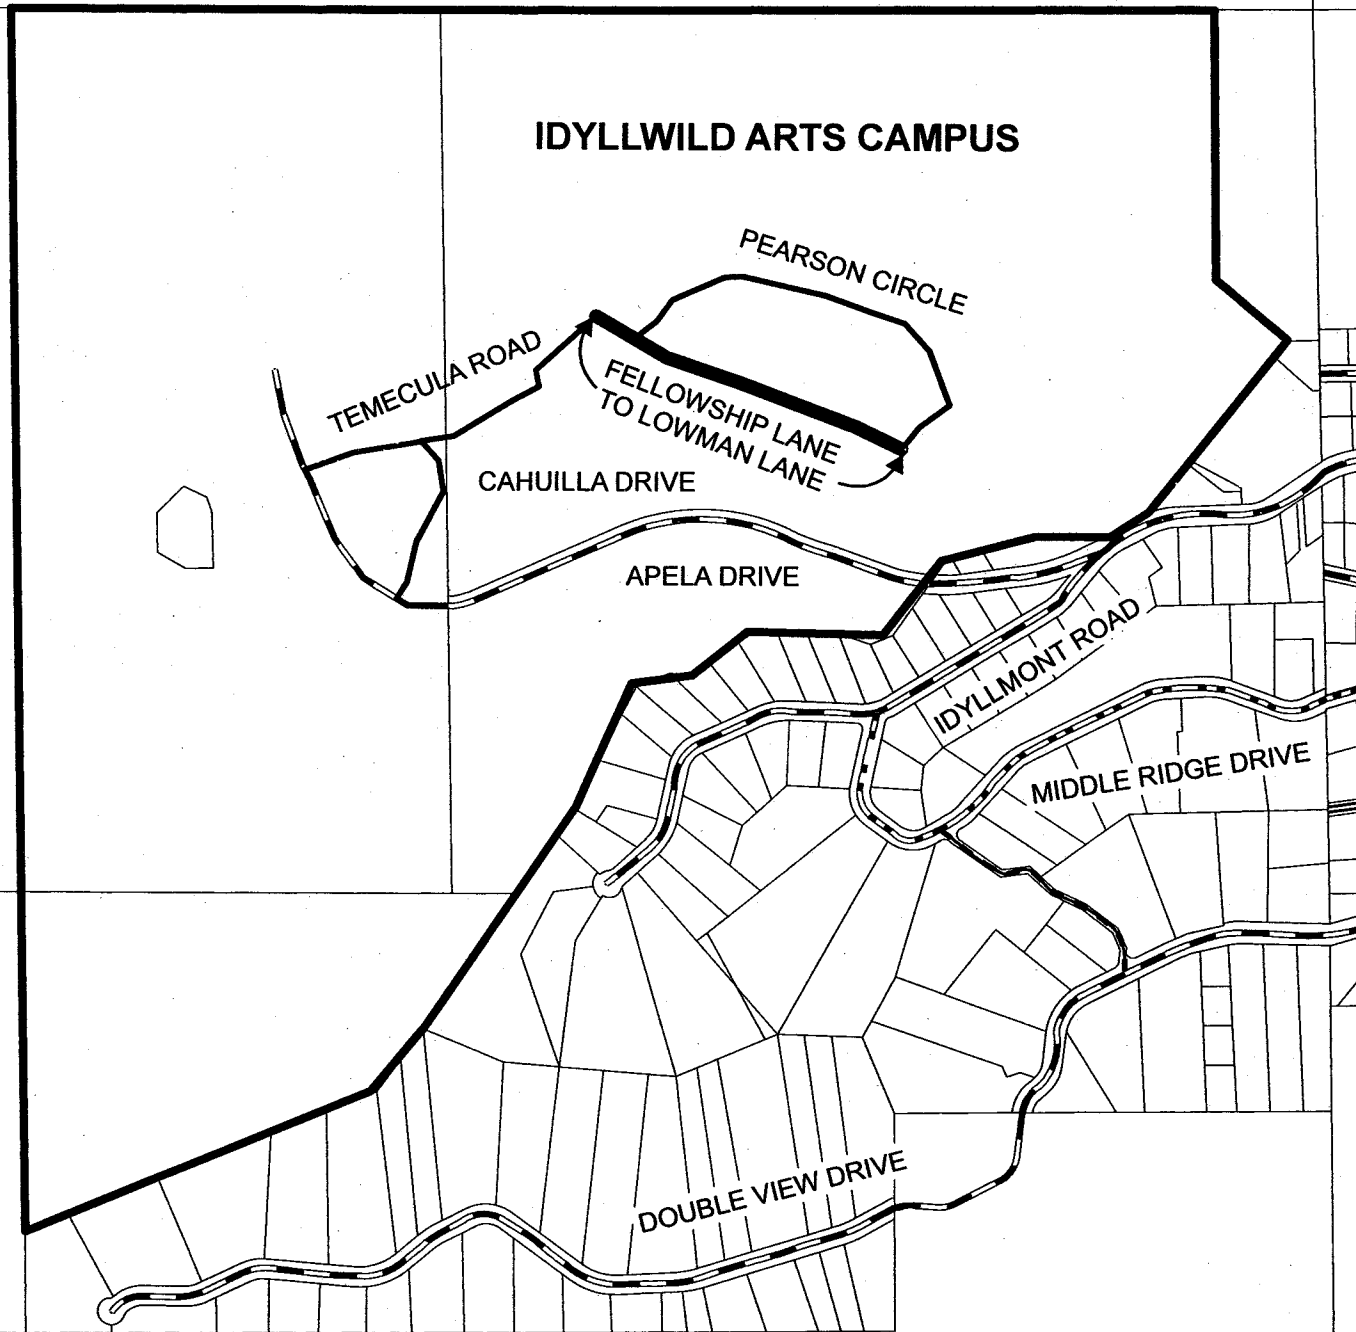 IDYLLWILD ARTS CAMPUS
PEARSON CIRCLE
TEMECULA ROAD
FELLOWSHIP LANE
TO LOWMAN LANE
CAHUILLA DRIVE
APELA DRIVE
IDYLLMONT ROAD
MIDDLE RIDGE DRIVE
DOUBLE VIEW DRIVE